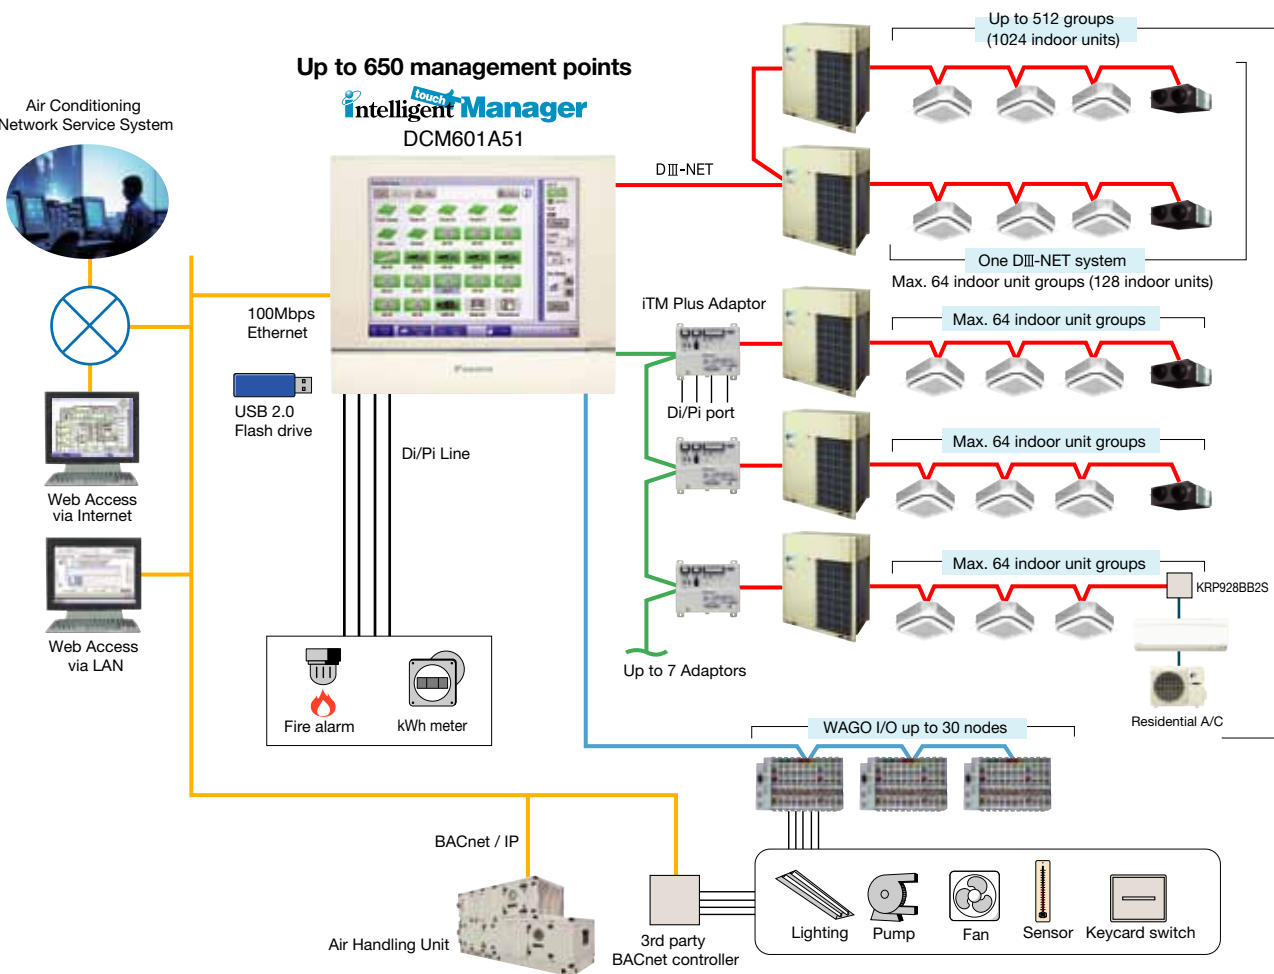 Up to 512 groups
(1024 indoor units)
Up to 650 management points
intelligent touch Manager
DCM601A51
Air Conditioning
Network Service System
DIII-NET
One DIII-NET system
Max. 64 indoor unit groups (128 indoor units)
100Mbps
Ethernet
iTM Plus Adaptor
Max. 64 indoor unit groups
DAIKIN
USB 2.0
Flash drive
Di/Pi port
Di/Pi Line
Max. 64 indoor unit groups
Web Access
via Internet
Max. 64 indoor unit groups
KRP928BB2S
Web Access
via LAN
Up to 7 Adaptors
Fire alarm
kWh meter
Residential A/C
WAGO I/O up to 30 nodes
BACnet / IP
Air Handling Unit
3rd party
BACnet controller
Lighting
Pump
Fan
Sensor
Keycard switch